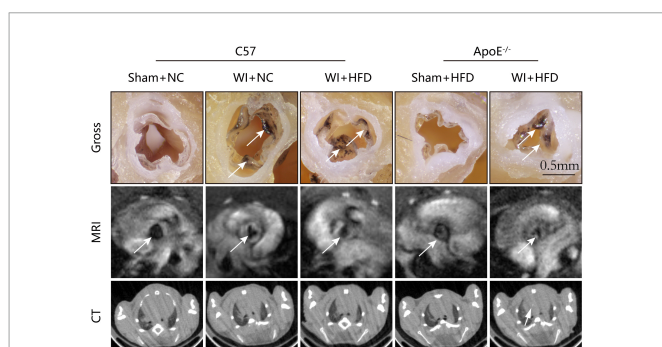 C57
ApoE-/-
Sham+NC
WI+NC
WI+HFD
Sham+HFD
WI+HFD
Gross
0.5mm
MRI
CT